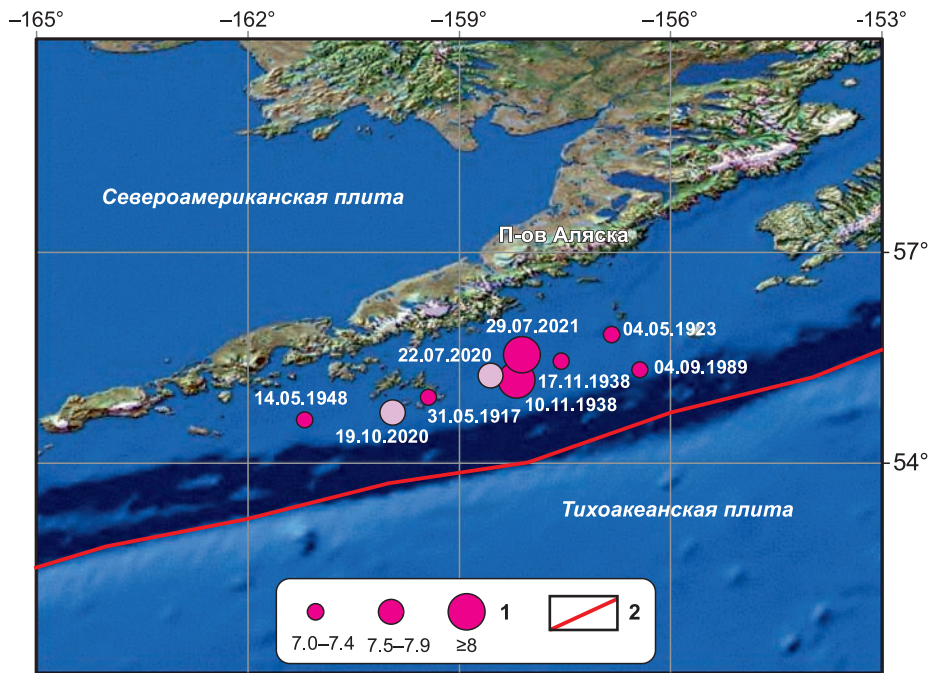 –165° –162° –159° –156° -153°
Североамериканская плита
П-ов Аляска
57°
29.07.2021
04.05.1923
22.07.2020
04.09.1989
17.11.1938
14.05.1948
10.11.1938
31.05.1917
19.10.2020
54°
Тихоакеанская плита
1 2
7.0–7.4 7.5–7.9 ≥8